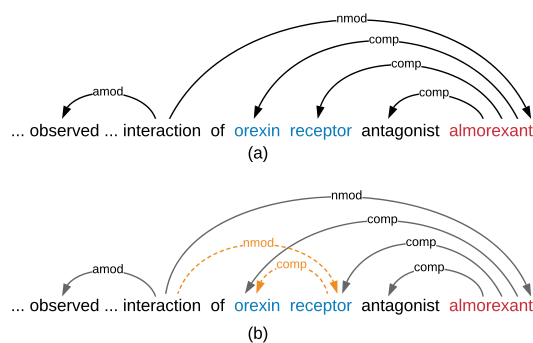 nmod
comp
comp
amod
comp
... observed ... interaction of orexin receptor antagonist almorexant
(a)
nmod
comp
nmod
comp
comp
amod
comp
... observed ... interaction of orexin receptor antagonist almorexant
(b)